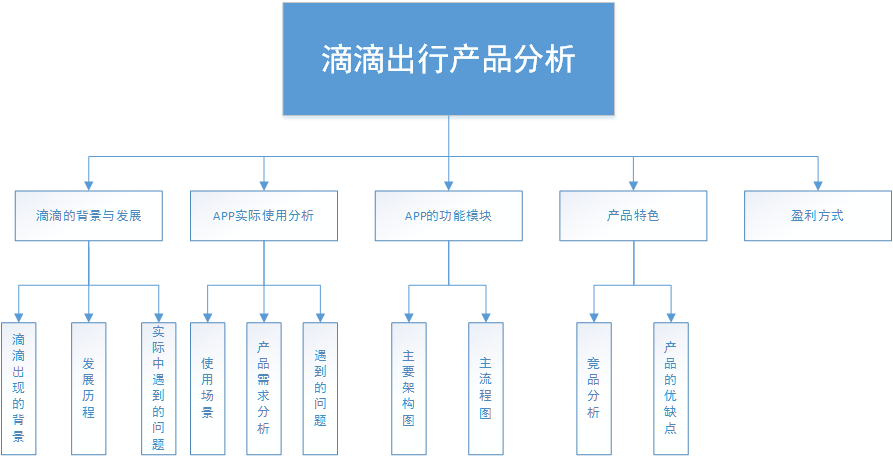 滴滴出行产品分析
滴滴的背景与发展
APP实际使用分析
APP的功能模块
产品特色
盈利方式
滴滴出现的背景
发展历程
实际中遇到的问题
使用场景
产品需求分析
遇到的问题
主要架构图
主流程图
竞品分析
产品的优缺点